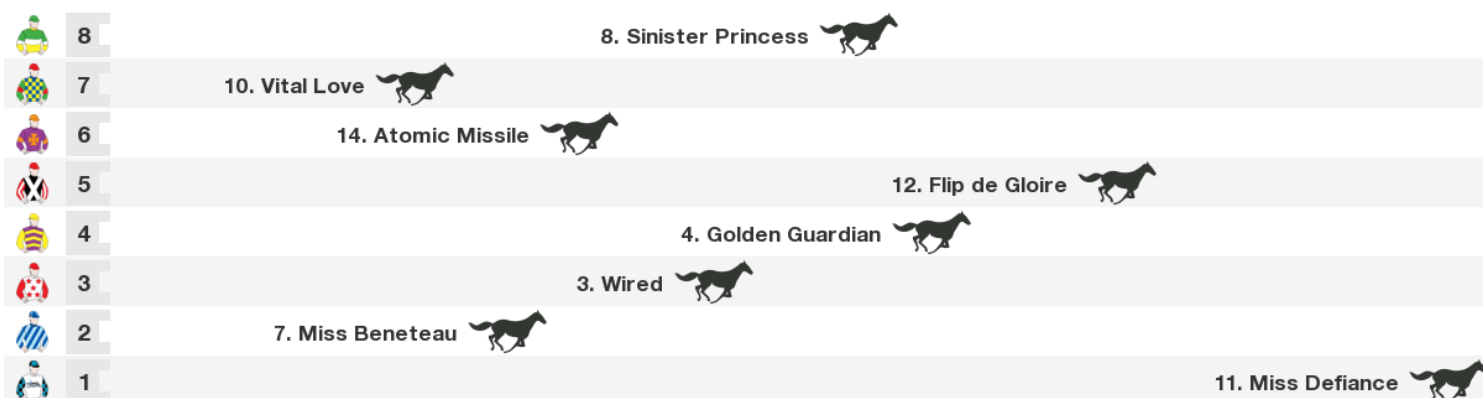 8 8. Sinister Princess
7 10. Vital Love
6 14. Atomic Missile
5 12. Flip de Gloire
4 4. Golden Guardian
3 3. Wired
2 7. Miss Beneteau
1 11. Miss Defiance